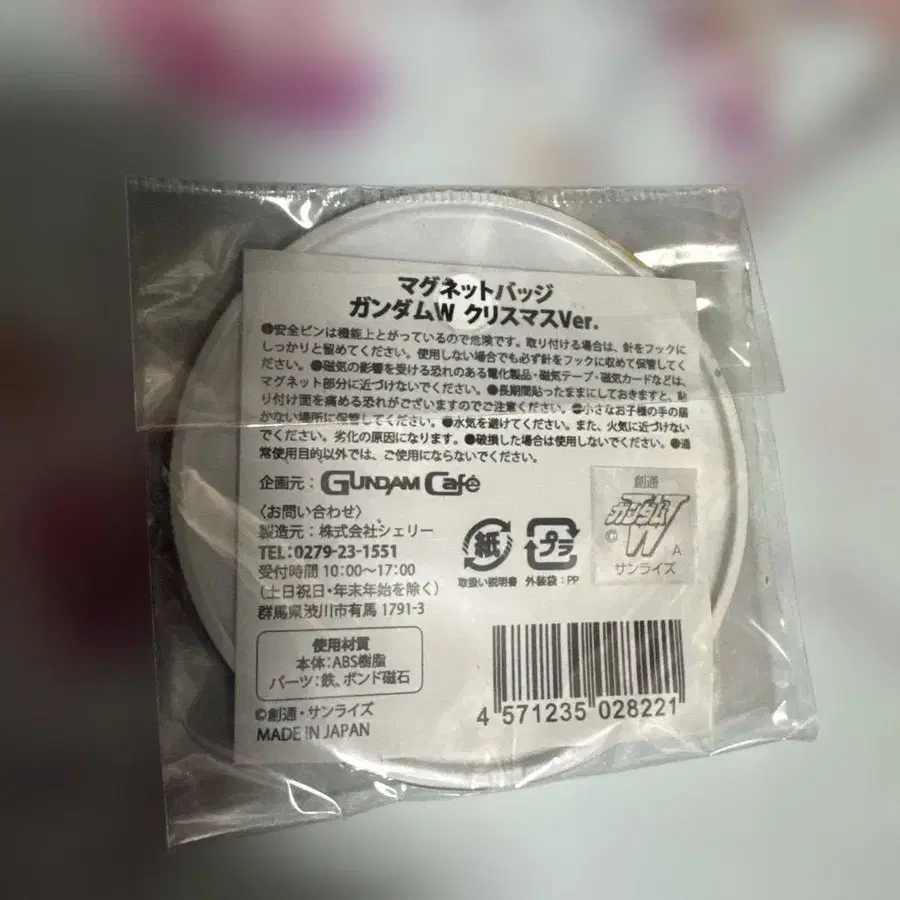 マグネットバッジ
ガンダムW クリスマスVer.
●安全ピンは機能上とがっているので危険です。取り付ける場合は、針をフックに
しっかりと留めてください。使用しない場合でも必ず針をフックに収めて保管してく
ださい。●磁気の影響を受ける恐れのある電化製品・磁気テープ・磁気カードなどは、
マグネット部分に近づけないでください。●長期間貼ったままにしておきますと、貼
り付け面を痛める恐れがございますのでご注意ください。●小さなお子様の手の届
かない場所に保管してください。●水気を避けてください。また、火気に近づけない
でください。劣化の原因になります。●破損した場合は使用しないでください。●通
常使用目的以外では、ご使用にならないでください。
企画元：GUNDAM Café
〈お問い合わせ〉
製造元：株式会社シェリー
TEL:0279-23-1551
受付時間 10:00〜17:00
(土日祝日・年末年始を除く)
群馬県渋川市有馬 1791-3
紙
取扱い説明書
プラ
外装袋：PP
創通
ガンダム
W
©
A
サンライズ
使用材質
本体：ABS樹脂
パーツ：鉄、ボンド磁石
©創通・サンライズ
MADE IN JAPAN
4 571235 028221